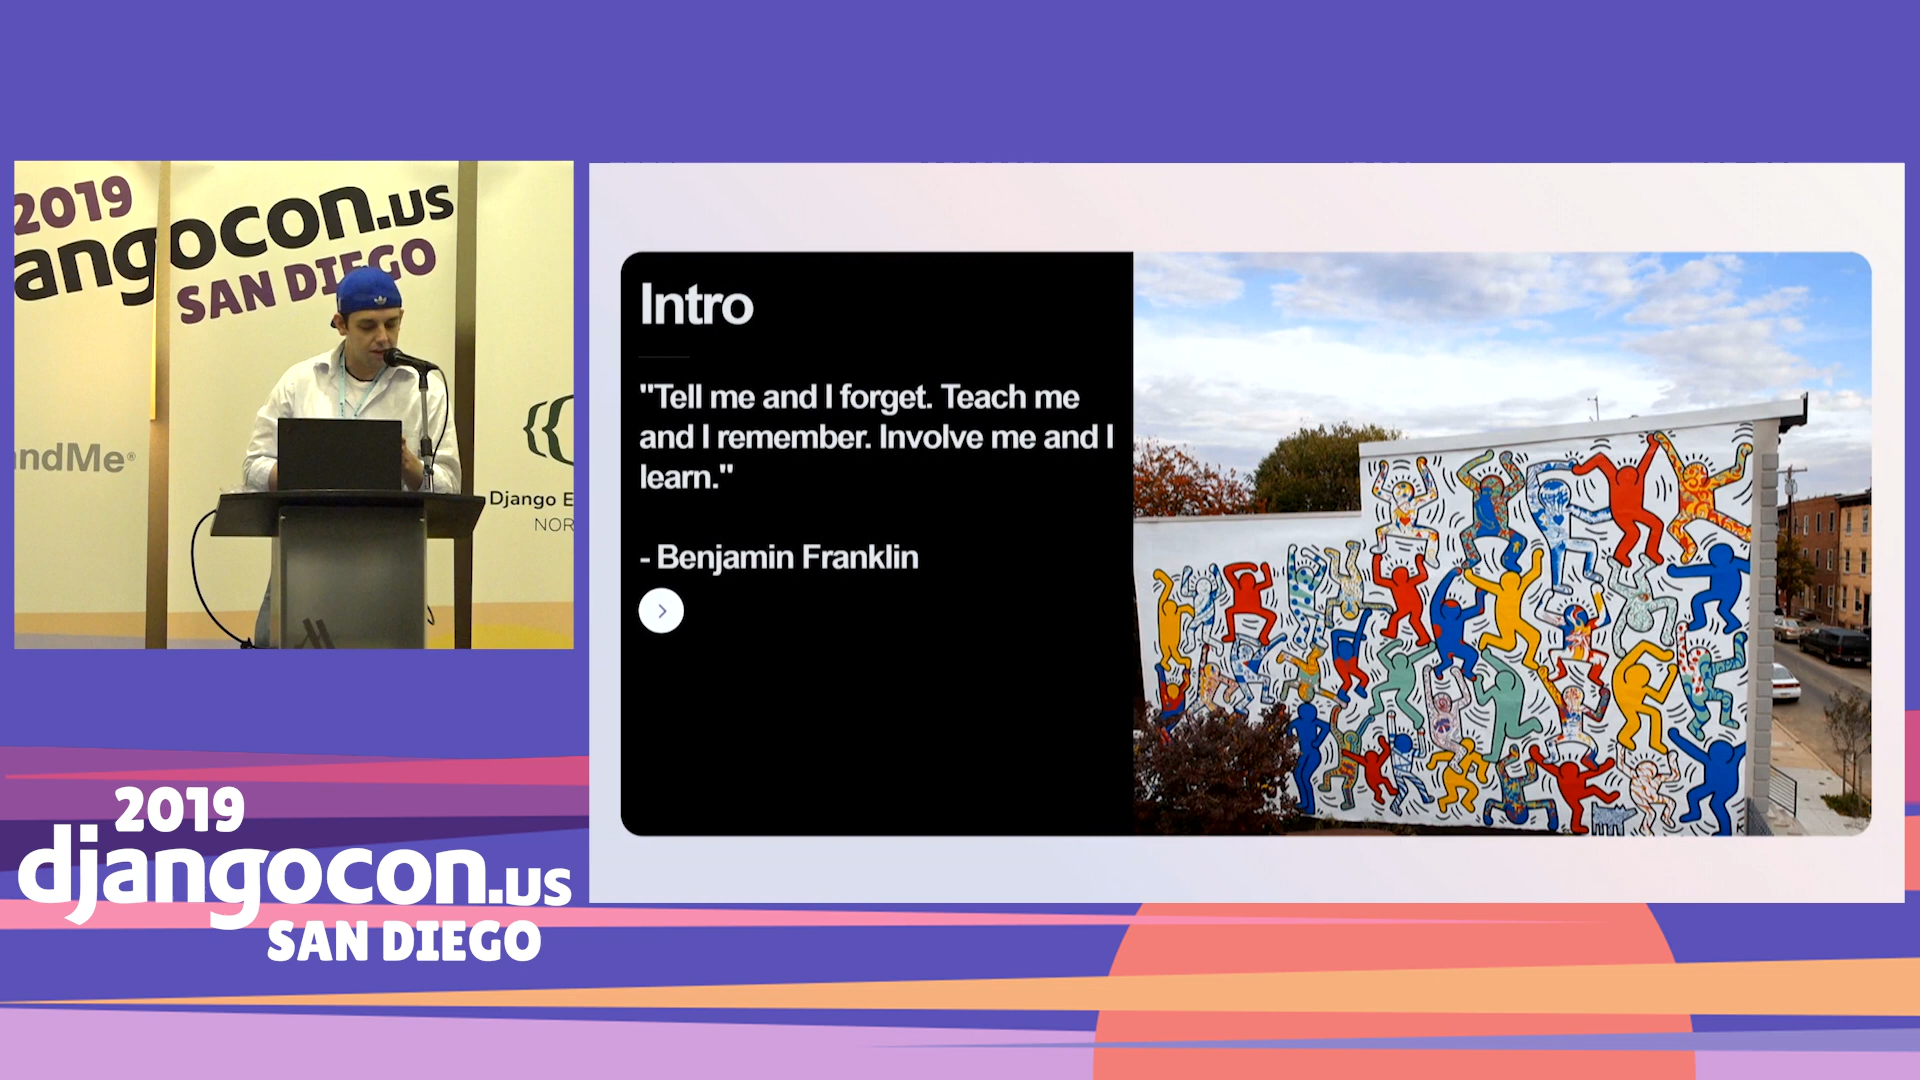 2019
angocon.us
SAN DIEGO
ndMe®
Django E
NOR
Intro
"Tell me and I forget. Teach me
and I remember. Involve me and I
learn."
- Benjamin Franklin
2019
djangocon.us
SAN DIEGO